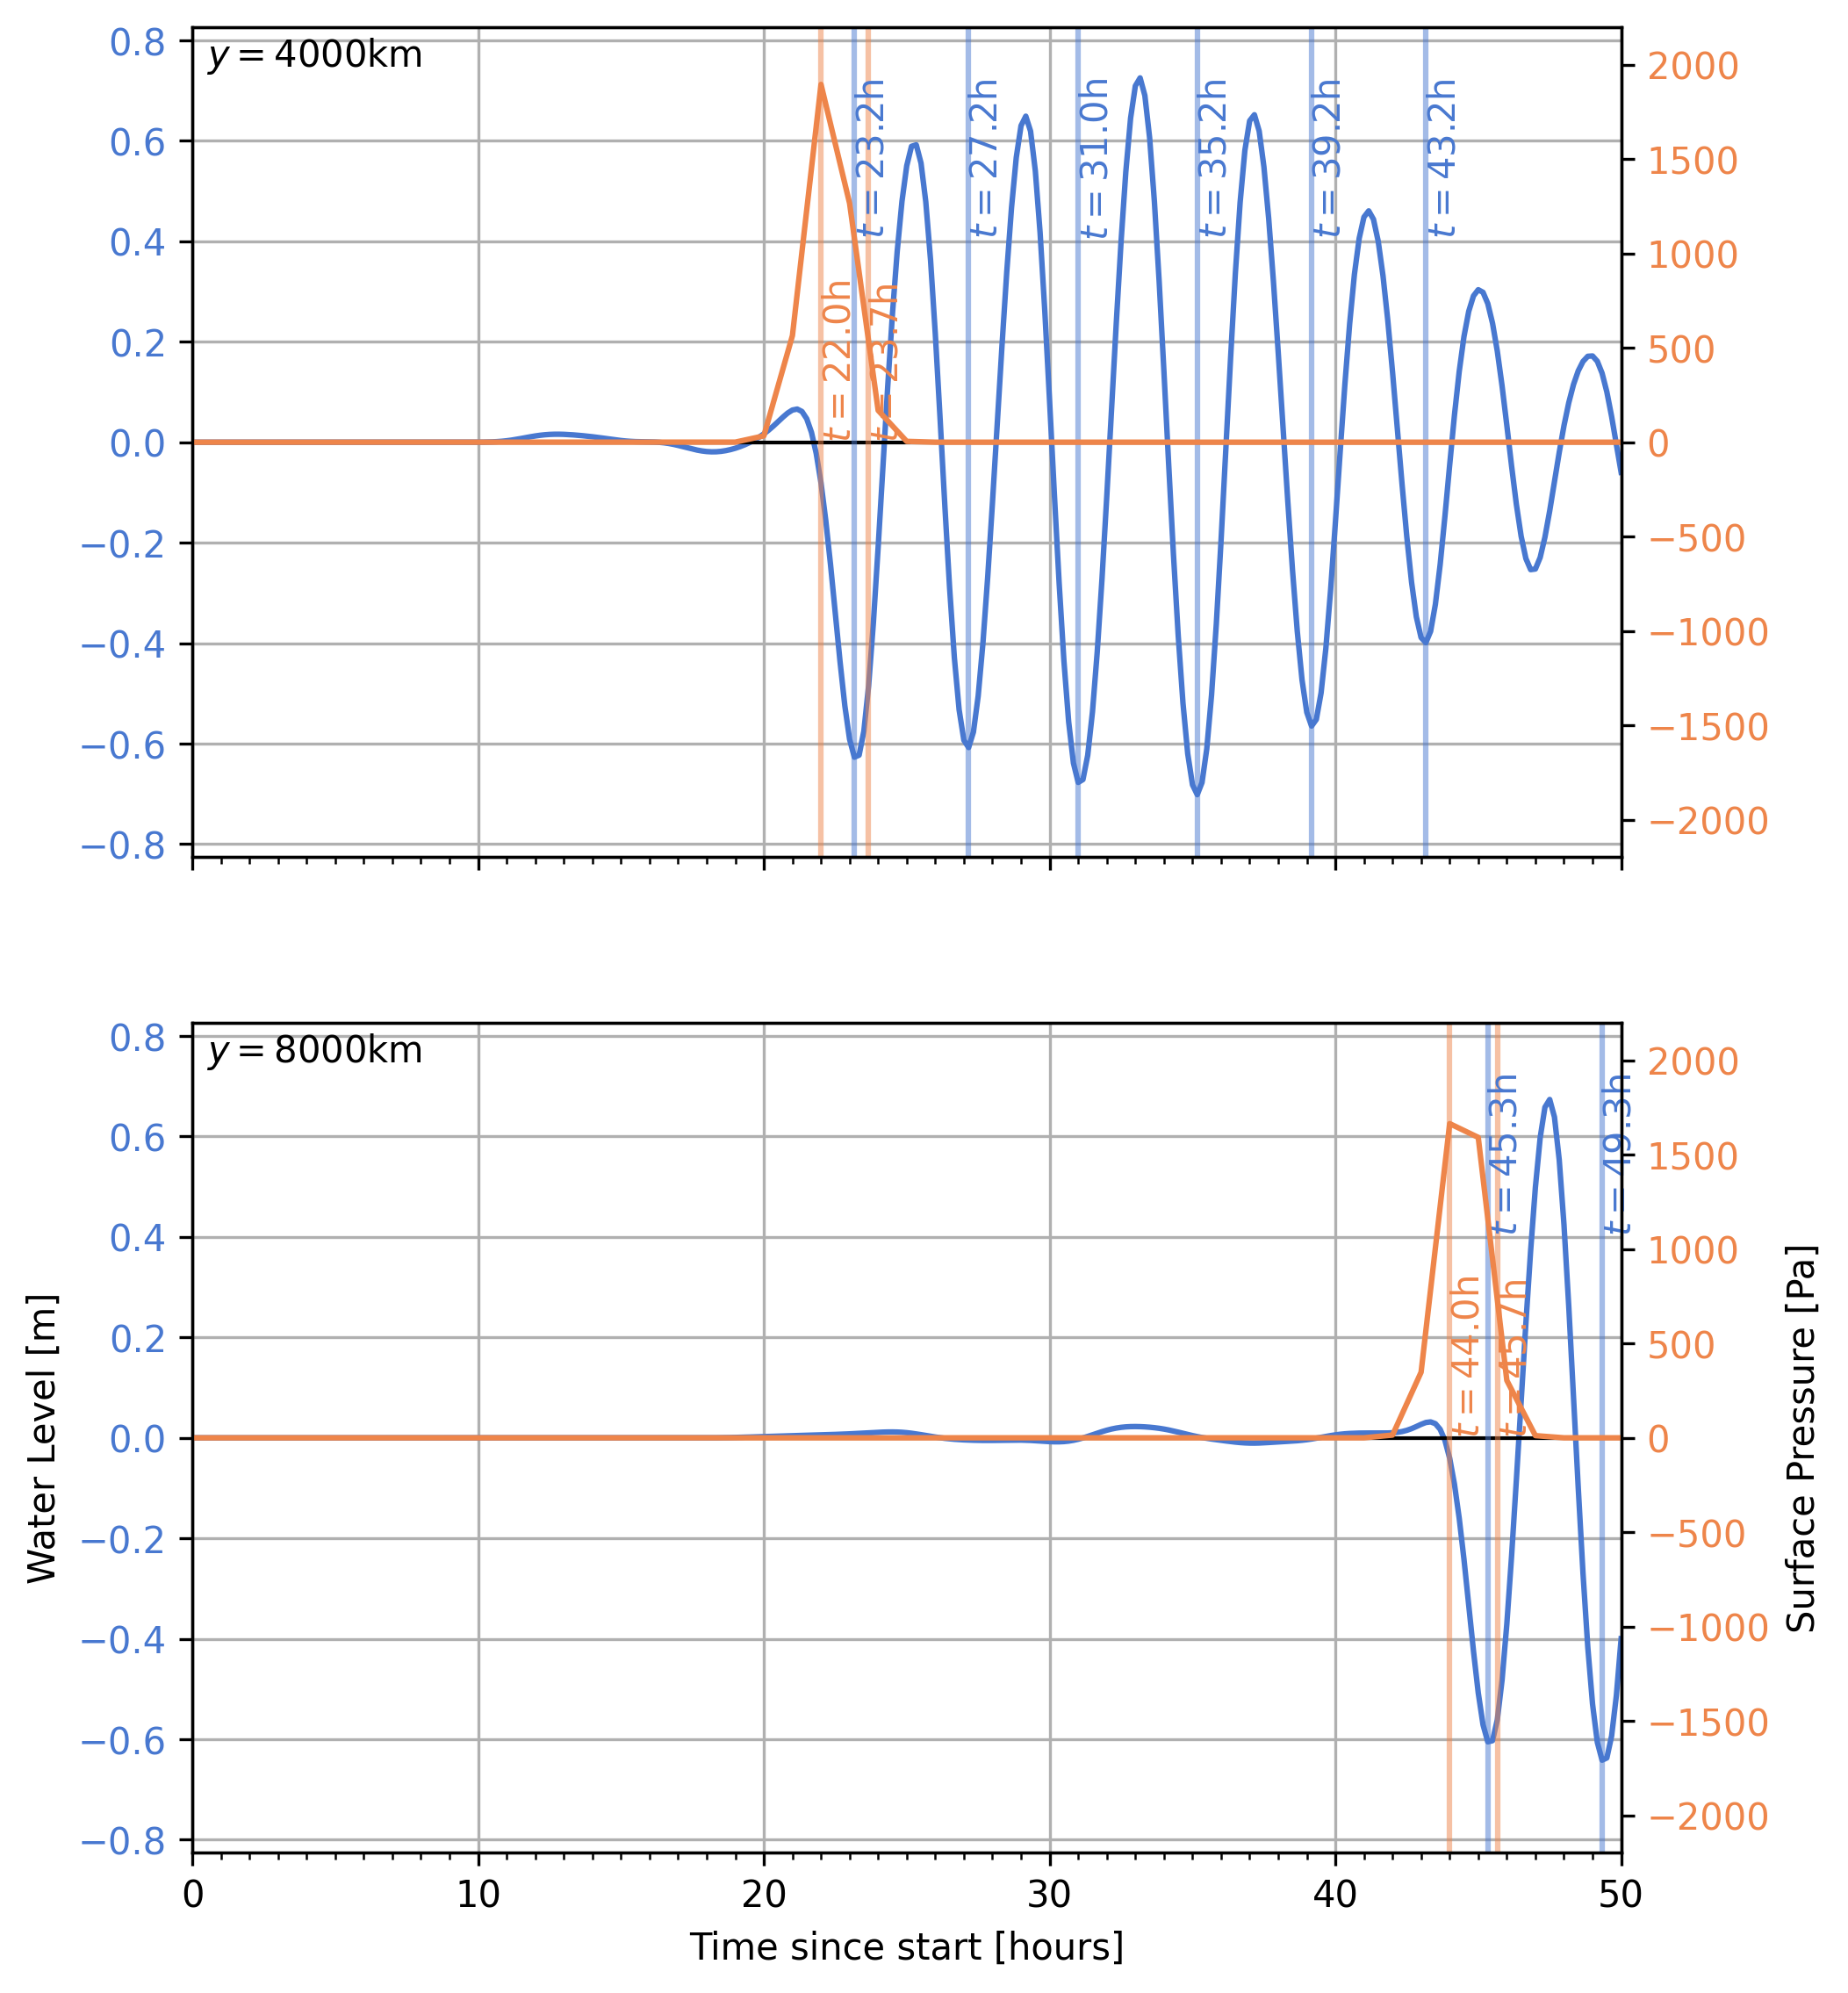 y = 4000km
0.8
0.6
0.4
0.2
0.0
−0.2
−0.4
−0.6
−0.8
t = 22.0h
t = 23.2h
t = 23.7h
t = 27.2h
t = 31.0h
t = 35.2h
t = 39.2h
t = 43.2h
2000
1500
1000
500
0
−500
−1000
−1500
−2000
y = 8000km
Water Level [m]
0.8
0.6
0.4
0.2
0.0
−0.2
−0.4
−0.6
−0.8
t = 44.0h
t = 45.3h
t = 45.7h
t = 49.3h
2000
1500
1000
500
0
−500
−1000
−1500
−2000
Surface Pressure [Pa]
0 10 20 30 40 50
Time since start [hours]